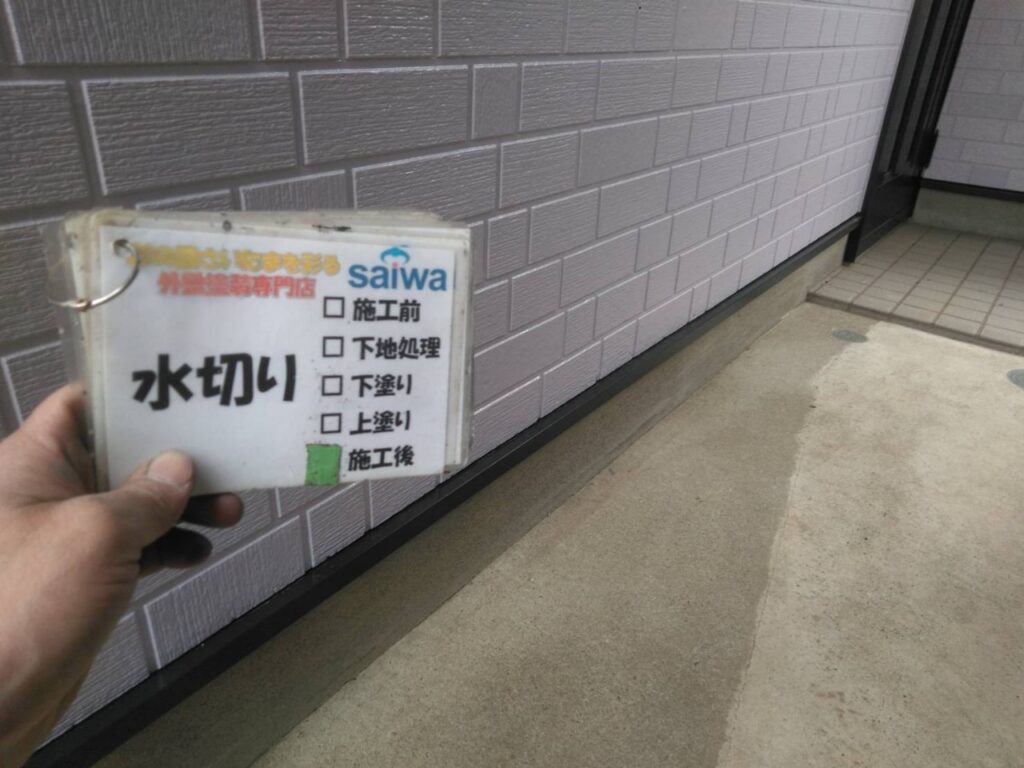 saiwa
外壁塗装専門店
水切り
施工前
下地処理
下塗り
上塗り
施工後